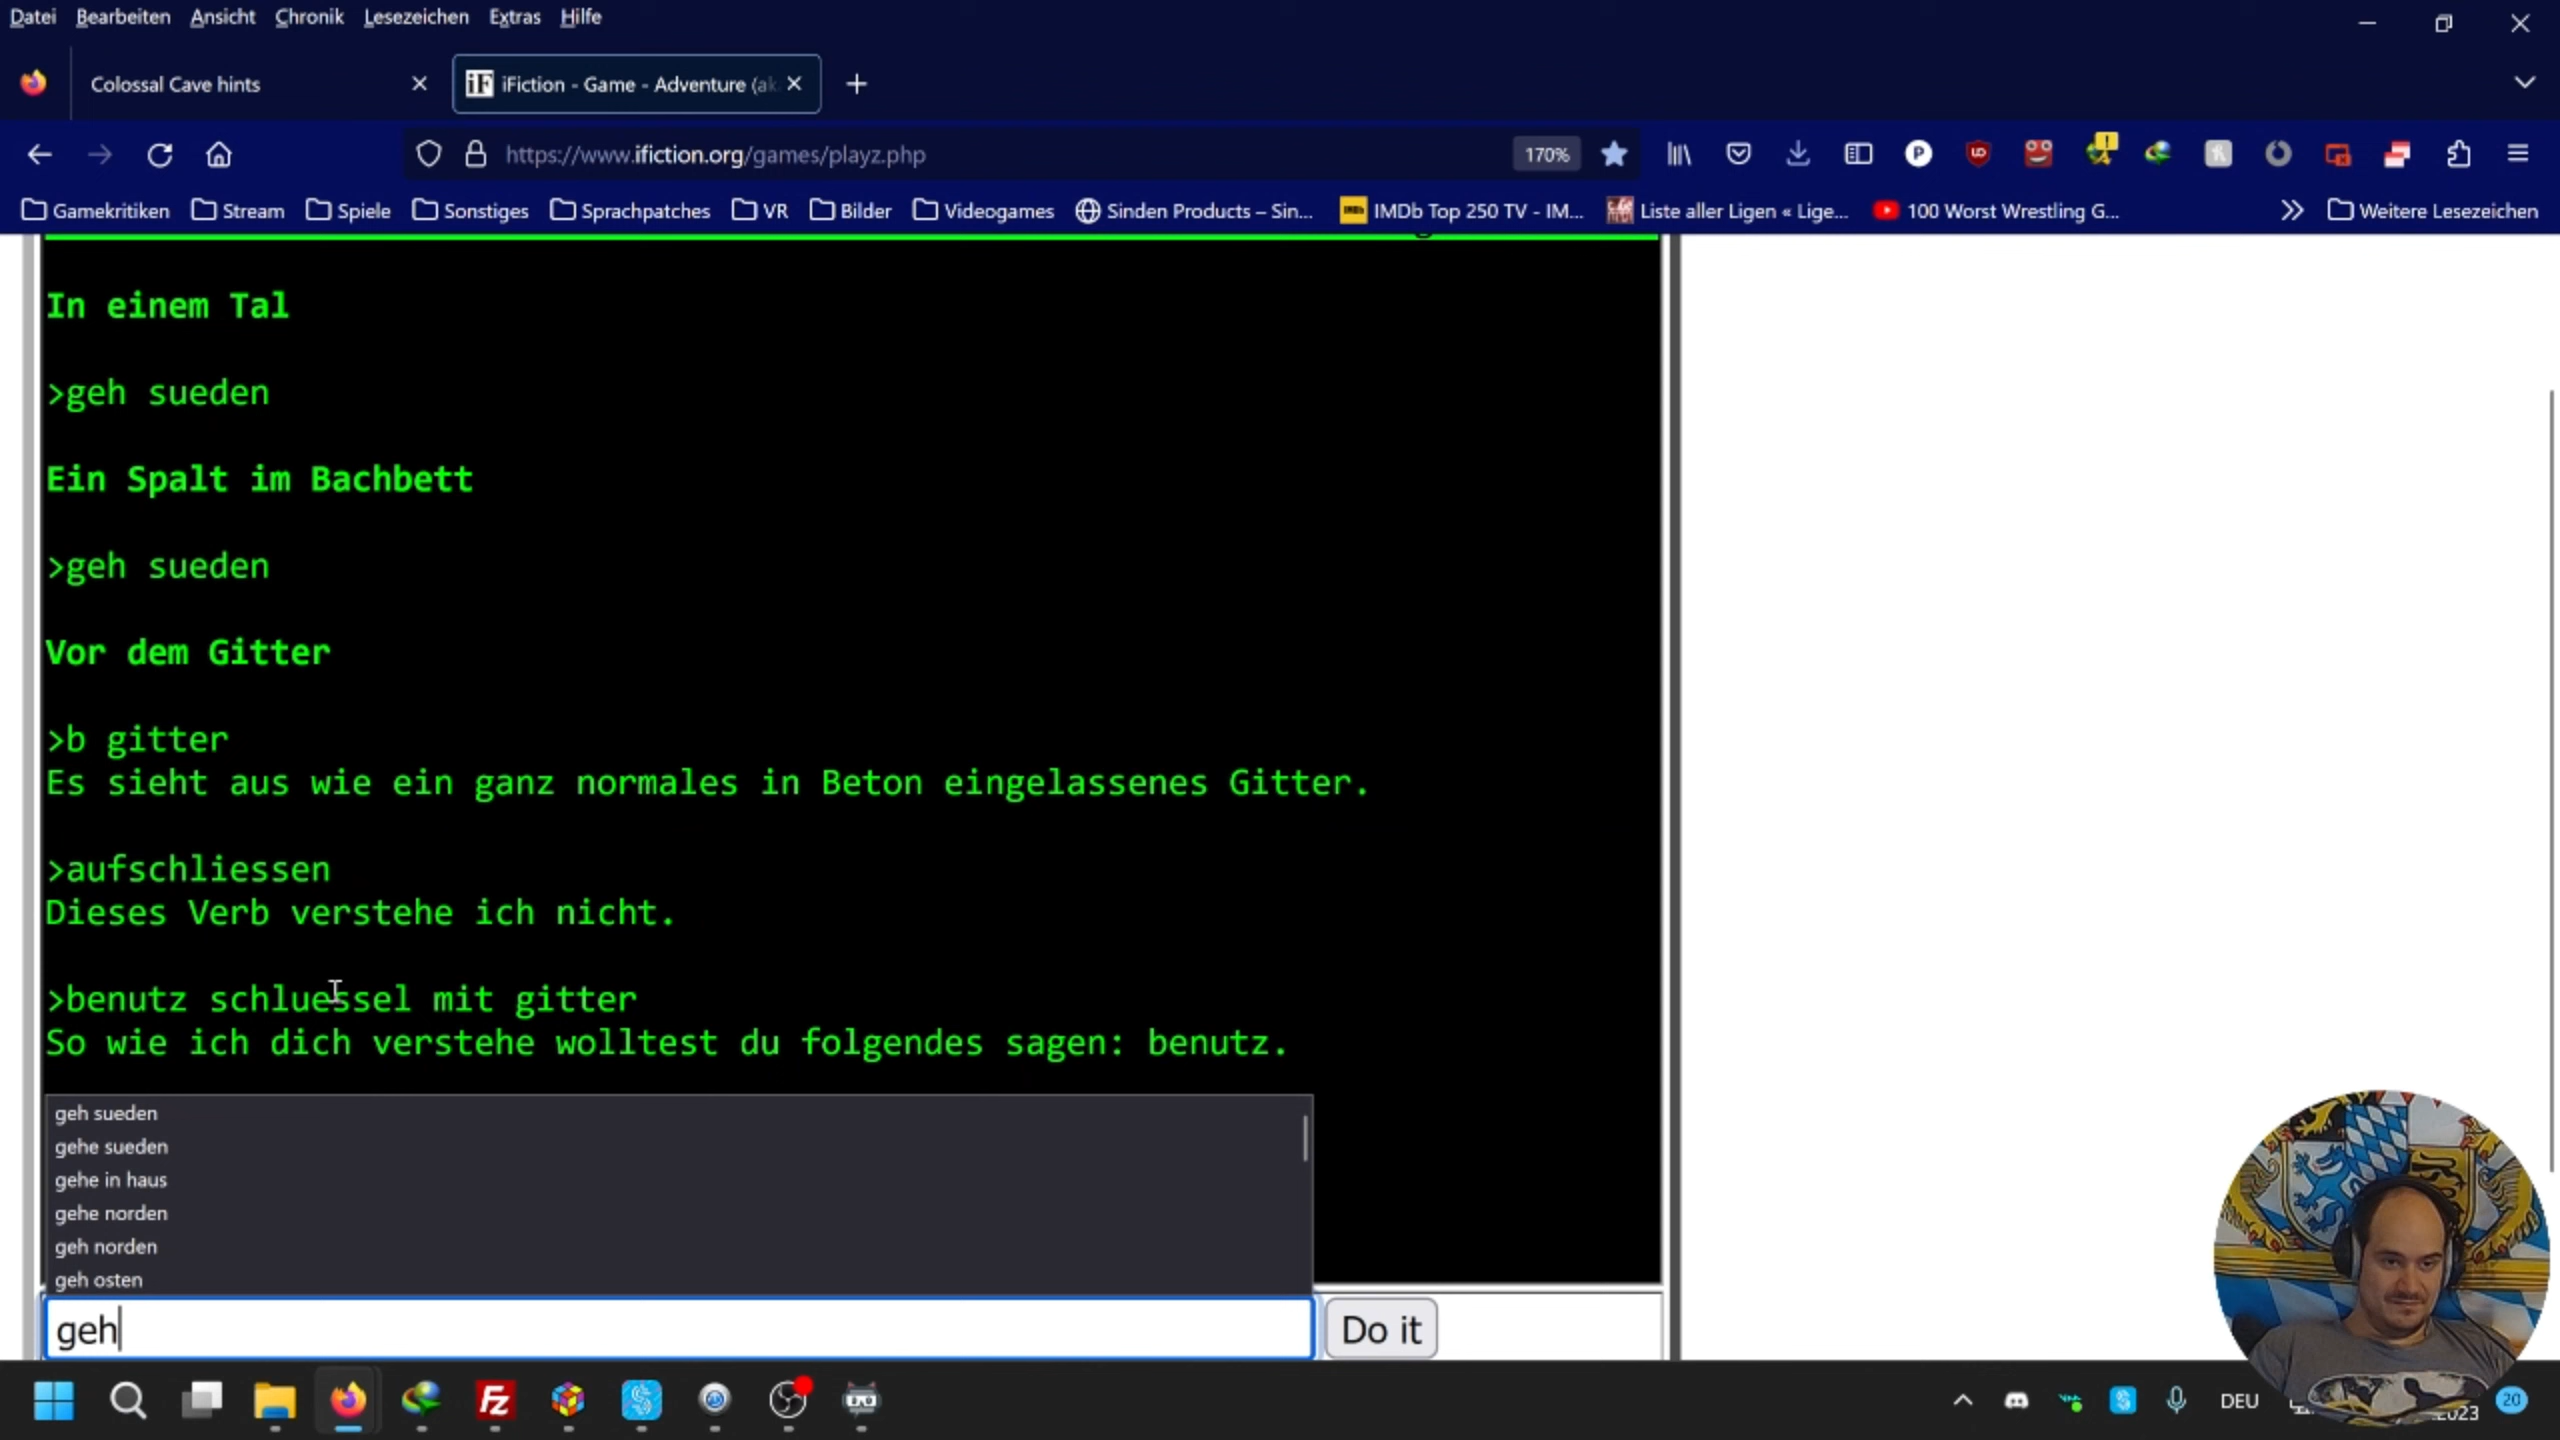 Datei Bearbeiten Ansicht Chronik Lesezeichen Extras Hilfe
Colossal Cave hints
iF iFiction - Game - Adventure (ak
https://www.ifiction.org/games/playz.php 170%
Gamekritiken Stream Spiele Sonstiges Sprachpatches VR Bilder Videogames Sinden Products – Sin... IMDb IMDb Top 250 TV - IM... Liste aller Ligen « Lige... 100 Worst Wrestling G... Weitere Lesezeichen
In einem Tal
>geh sueden
Ein Spalt im Bachbett
>geh sueden
Vor dem Gitter
>b gitter
Es sieht aus wie ein ganz normales in Beton eingelassenes Gitter.
>aufschliessen
Dieses Verb verstehe ich nicht.
>benutz schluessel mit gitter
So wie ich dich verstehe wolltest du folgendes sagen: benutz.
geh sueden
gehe sueden
gehe in haus
gehe norden
geh norden
geh osten
geh Do it
DEU 2023 20